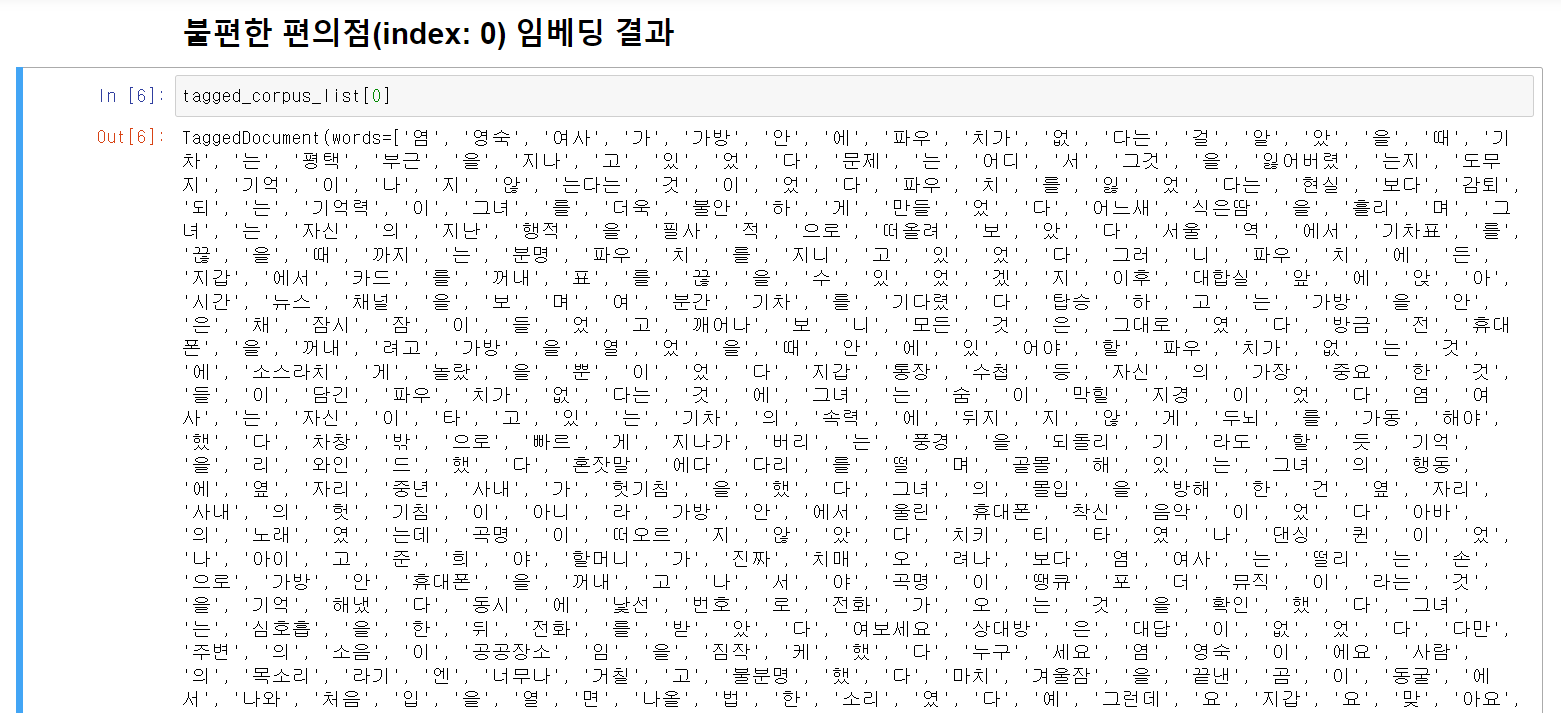 불편한 편의점(index: 0) 임베딩 결과
In [6]: tagged_corpus_list[0]
Out[6]: TaggedDocument(words=['염', '영숙', '여사', '가', '가방', '안', '에', '파우', '치가', '없', '다는', '걸', '알', '았', '을', '때', '기
차', '는', '평택', '부근', '을', '지나', '고', '있', '었', '다', '문제', '는', '어디', '서', '그것', '을', '잃어버렸', '는지', '도무
지', '기억', '이', '나', '지', '않', '는다는', '것', '이', '었', '다', '파우', '치', '를', '잃', '었', '다는', '현실', '보다', '감퇴',
'되', '는', '기억력', '이', '그녀', '를', '더욱', '불안', '하', '게', '만들', '었', '다', '어느새', '식은땀', '을', '흘리', '며', '그
녀', '는', '자신', '의', '지난', '행적', '을', '필사', '적', '으로', '떠올려', '보', '았', '다', '서울', '역', '에서', '기차표', '를',
'끊', '을', '때', '까지', '는', '분명', '파우', '치', '를', '지니', '고', '있', '었', '다', '그러', '니', '파우', '치', '에', '든',
'지갑', '에서', '카드', '를', '꺼내', '표', '를', '끊', '을', '수', '있', '었', '겠', '지', '이후', '대합실', '앞', '에', '앉', '아',
'시간', '뉴스', '채널', '을', '보', '며', '여', '분간', '기차', '를', '기다렸', '다', '탑승', '하', '고', '는', '가방', '을', '안',
'은', '채', '잠시', '잠', '이', '들', '었', '고', '깨어나', '보', '니', '모든', '것', '은', '그대로', '였', '다', '방금', '전', '휴대
폰', '을', '꺼내', '려고', '가방', '을', '열', '었', '을', '때', '안', '에', '있', '어야', '할', '파우', '치가', '없', '는', '것',
'에', '소스라치', '게', '놀랐', '을', '뿐', '이', '었', '다', '지갑', '통장', '수첩', '등', '자신', '의', '가장', '중요', '한', '것',
'들', '이', '담긴', '파우', '치가', '없', '다는', '것', '에', '그녀', '는', '숨', '이', '막힐', '지경', '이', '었', '다', '염', '여
사', '는', '자신', '이', '타', '고', '있', '는', '기차', '의', '속력', '에', '뒤지', '지', '않', '게', '두뇌', '를', '가동', '해야',
'했', '다', '차창', '밖', '으로', '빠르', '게', '지나가', '버리', '는', '풍경', '을', '되돌리', '기', '라도', '할', '듯', '기억',
'을', '리', '와인', '드', '했', '다', '혼잣말', '에다', '다리', '를', '떨', '며', '골몰', '해', '있', '는', '그녀', '의', '행동',
'에', '옆', '자리', '중년', '사내', '가', '헛기침', '을', '했', '다', '그녀', '의', '몰입', '을', '방해', '한', '건', '옆', '자리',
'사내', '의', '헛', '기침', '이', '아니', '라', '가방', '안', '에서', '울린', '휴대폰', '착신', '음악', '이', '었', '다', '아바',
'의', '노래', '였', '는데', '곡명', '이', '떠오르', '지', '않', '았', '다', '치키', '티', '타', '였', '나', '댄싱', '퀸', '이', '었',
'나', '아이', '고', '준', '희', '야', '할머니', '가', '진짜', '치매', '오', '려나', '보다', '염', '여사', '는', '떨리', '는', '손',
'으로', '가방', '안', '휴대폰', '을', '꺼내', '고', '나', '서', '야', '곡명', '이', '땡큐', '포', '더', '뮤직', '이', '라는', '것',
'을', '기억', '해냈', '다', '동시', '에', '낯선', '번호', '로', '전화', '가', '오', '는', '것', '을', '확인', '했', '다', '그녀',
'는', '심호흡', '을', '한', '뒤', '전화', '를', '받', '았', '다', '여보세요', '상대방', '은', '대답', '이', '없', '었', '다', '다만',
'주변', '의', '소음', '이', '공공장소', '임', '을', '짐작', '케', '했', '다', '누구', '세요', '염', '영숙', '이', '에요', '사람',
'의', '목소리', '라기', '엔', '너무나', '거칠', '고', '불분명', '했', '다', '마치', '겨울잠', '을', '끝낸', '곰', '이', '동굴', '에
서', '나와', '처음', '입', '을', '열', '면', '나올', '법', '한', '소리', '였', '다', '예', '그런데', '요', '지갑', '요', '맞', '아요',